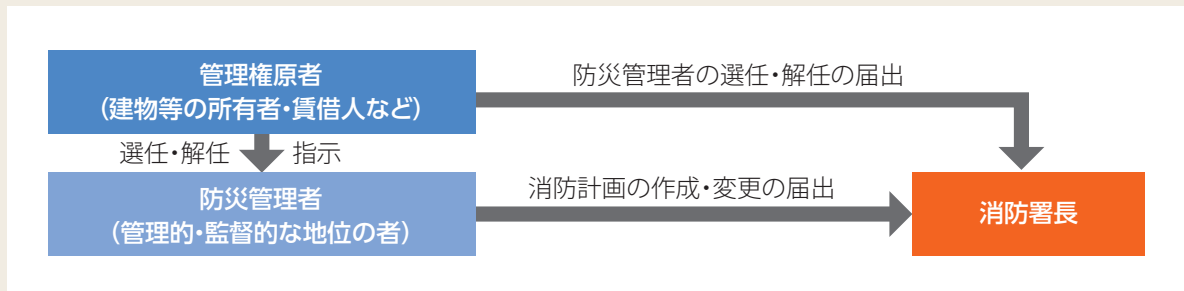 管理権原者
(建物等の所有者・賃借人など)
防災管理者の選任・解任の届出
選任・解任 指示
防災管理者
(管理的・監督的な地位の者)
消防計画の作成・変更の届出
消防署長